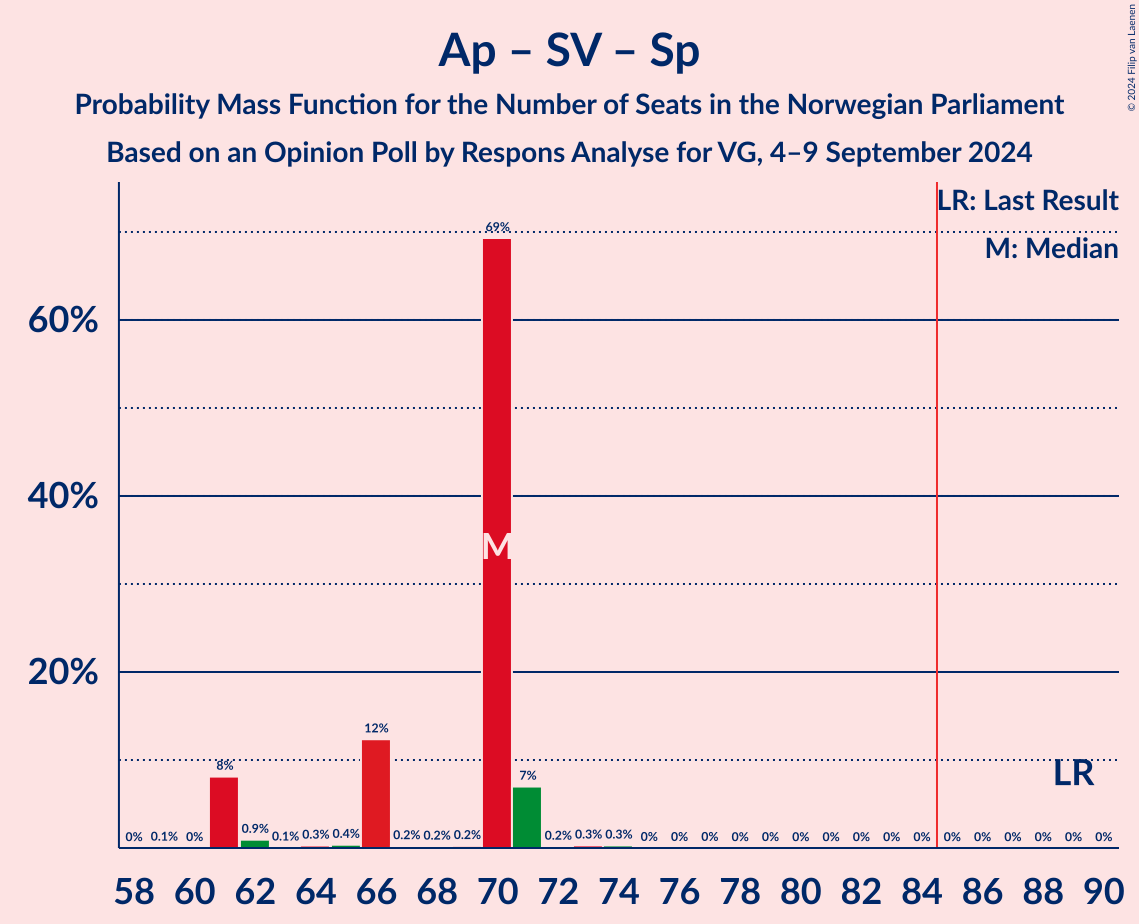 Ap – SV – Sp
Probability Mass Function for the Number of Seats in the Norwegian Parliament
Based on an Opinion Poll by Respons Analyse for VG, 4–9 September 2024
© 2024 Filip van Laenen
LR: Last Result
M: Median
60%
40%
20%
0% 0.1% 0% 8% 0.9% 0.1% 0.3% 0.4% 12% 0.2% 0.2% 0.2% 69% 7% 0.2% 0.3% 0.3% 0% 0% 0% 0% 0% 0% 0% 0% 0% 0% 0% 0% 0% 0% 0% 0%
M
LR
58 60 62 64 66 68 70 72 74 76 78 80 82 84 86 88 90